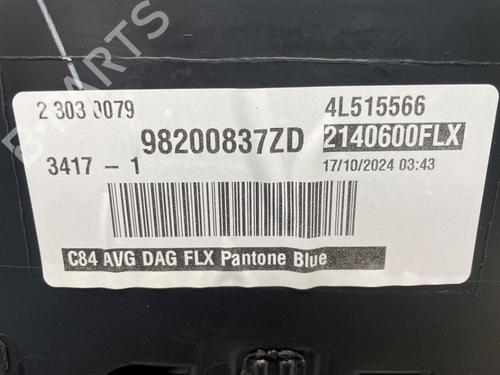 2 303 0079
4L515566
98200837ZD
2140600FLX
3417 - 1
17/10/2024 03:43
C84 AVG DAG FLX Pantone Blue
B-PARTS